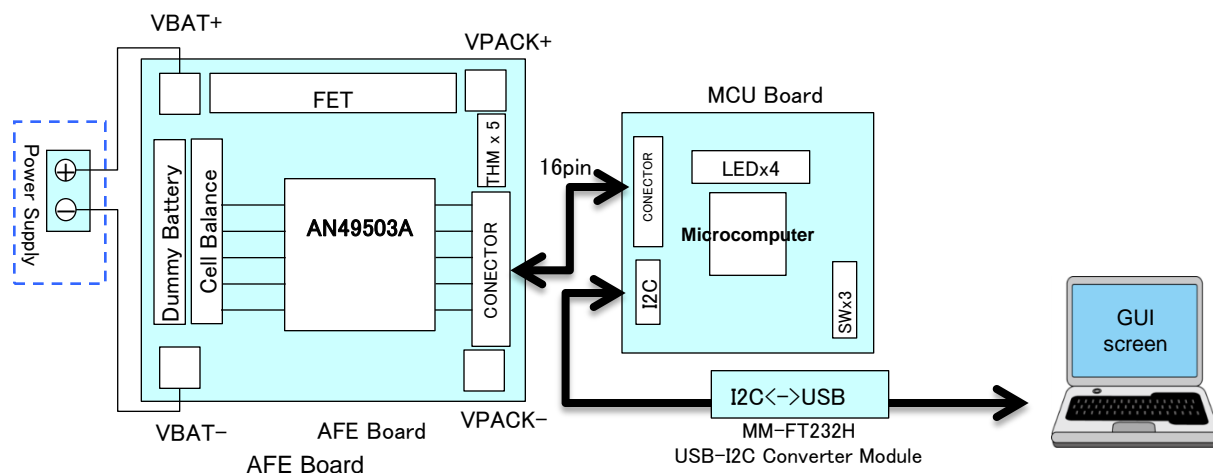 VBAT+
VPACK+
FET
THM x 5
Power Supply
Dummy Battery
Cell Balance
AN49503A
CONECTOR
16pin
MCU Board
CONECTOR
LEDx4
Microcomputer
I2C
SWx3
GUI
screen
VBAT-
AFE Board
VPACK-
AFE Board
I2C<->USB
MM-FT232H
USB-I2C Converter Module